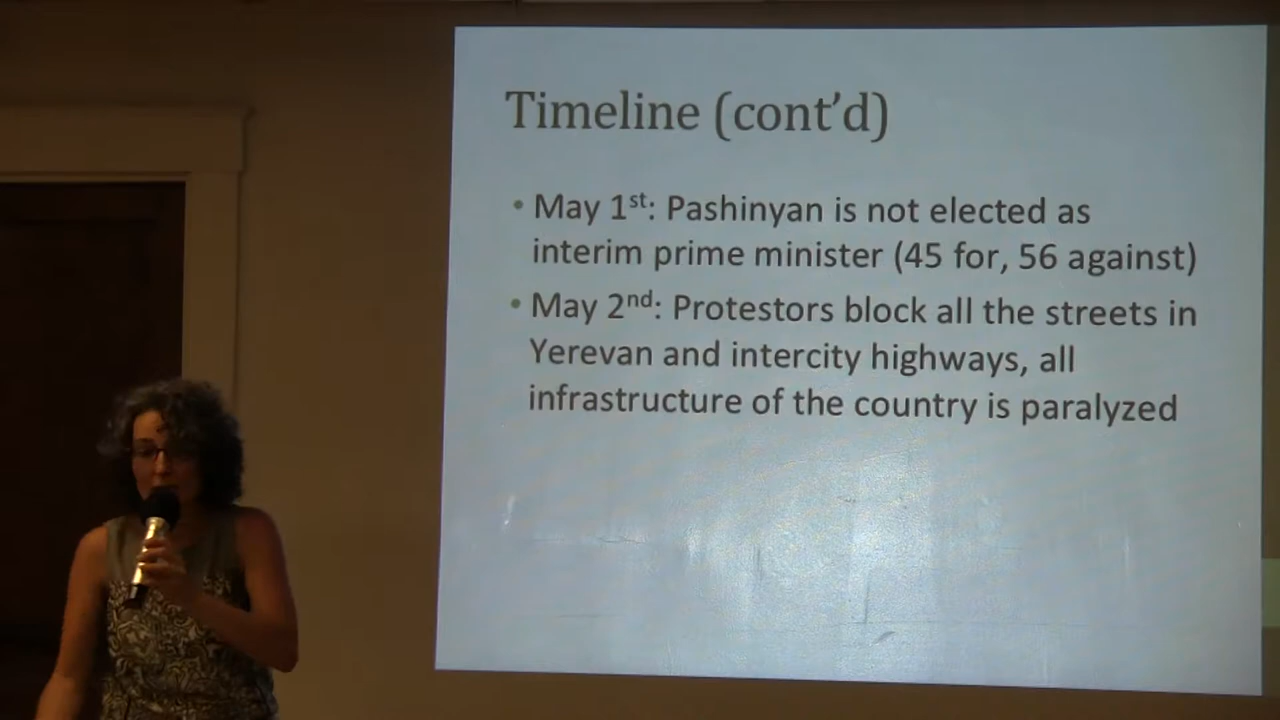 Timeline (cont’d)
• May 1st: Pashinyan is not elected as
interim prime minister (45 for, 56 against)
• May 2nd: Protestors block all the streets in
Yerevan and intercity highways, all
infrastructure of the country is paralyzed